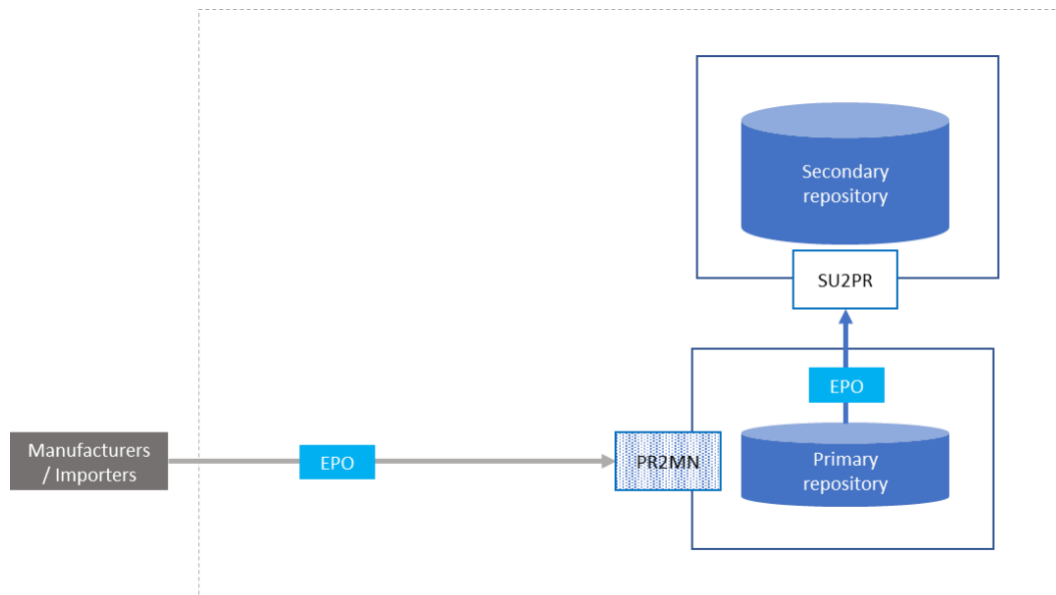 Secondary
repository
SU2PR
EPO
Manufacturers
/ Importers
EPO
PR2MN
Primary
repository